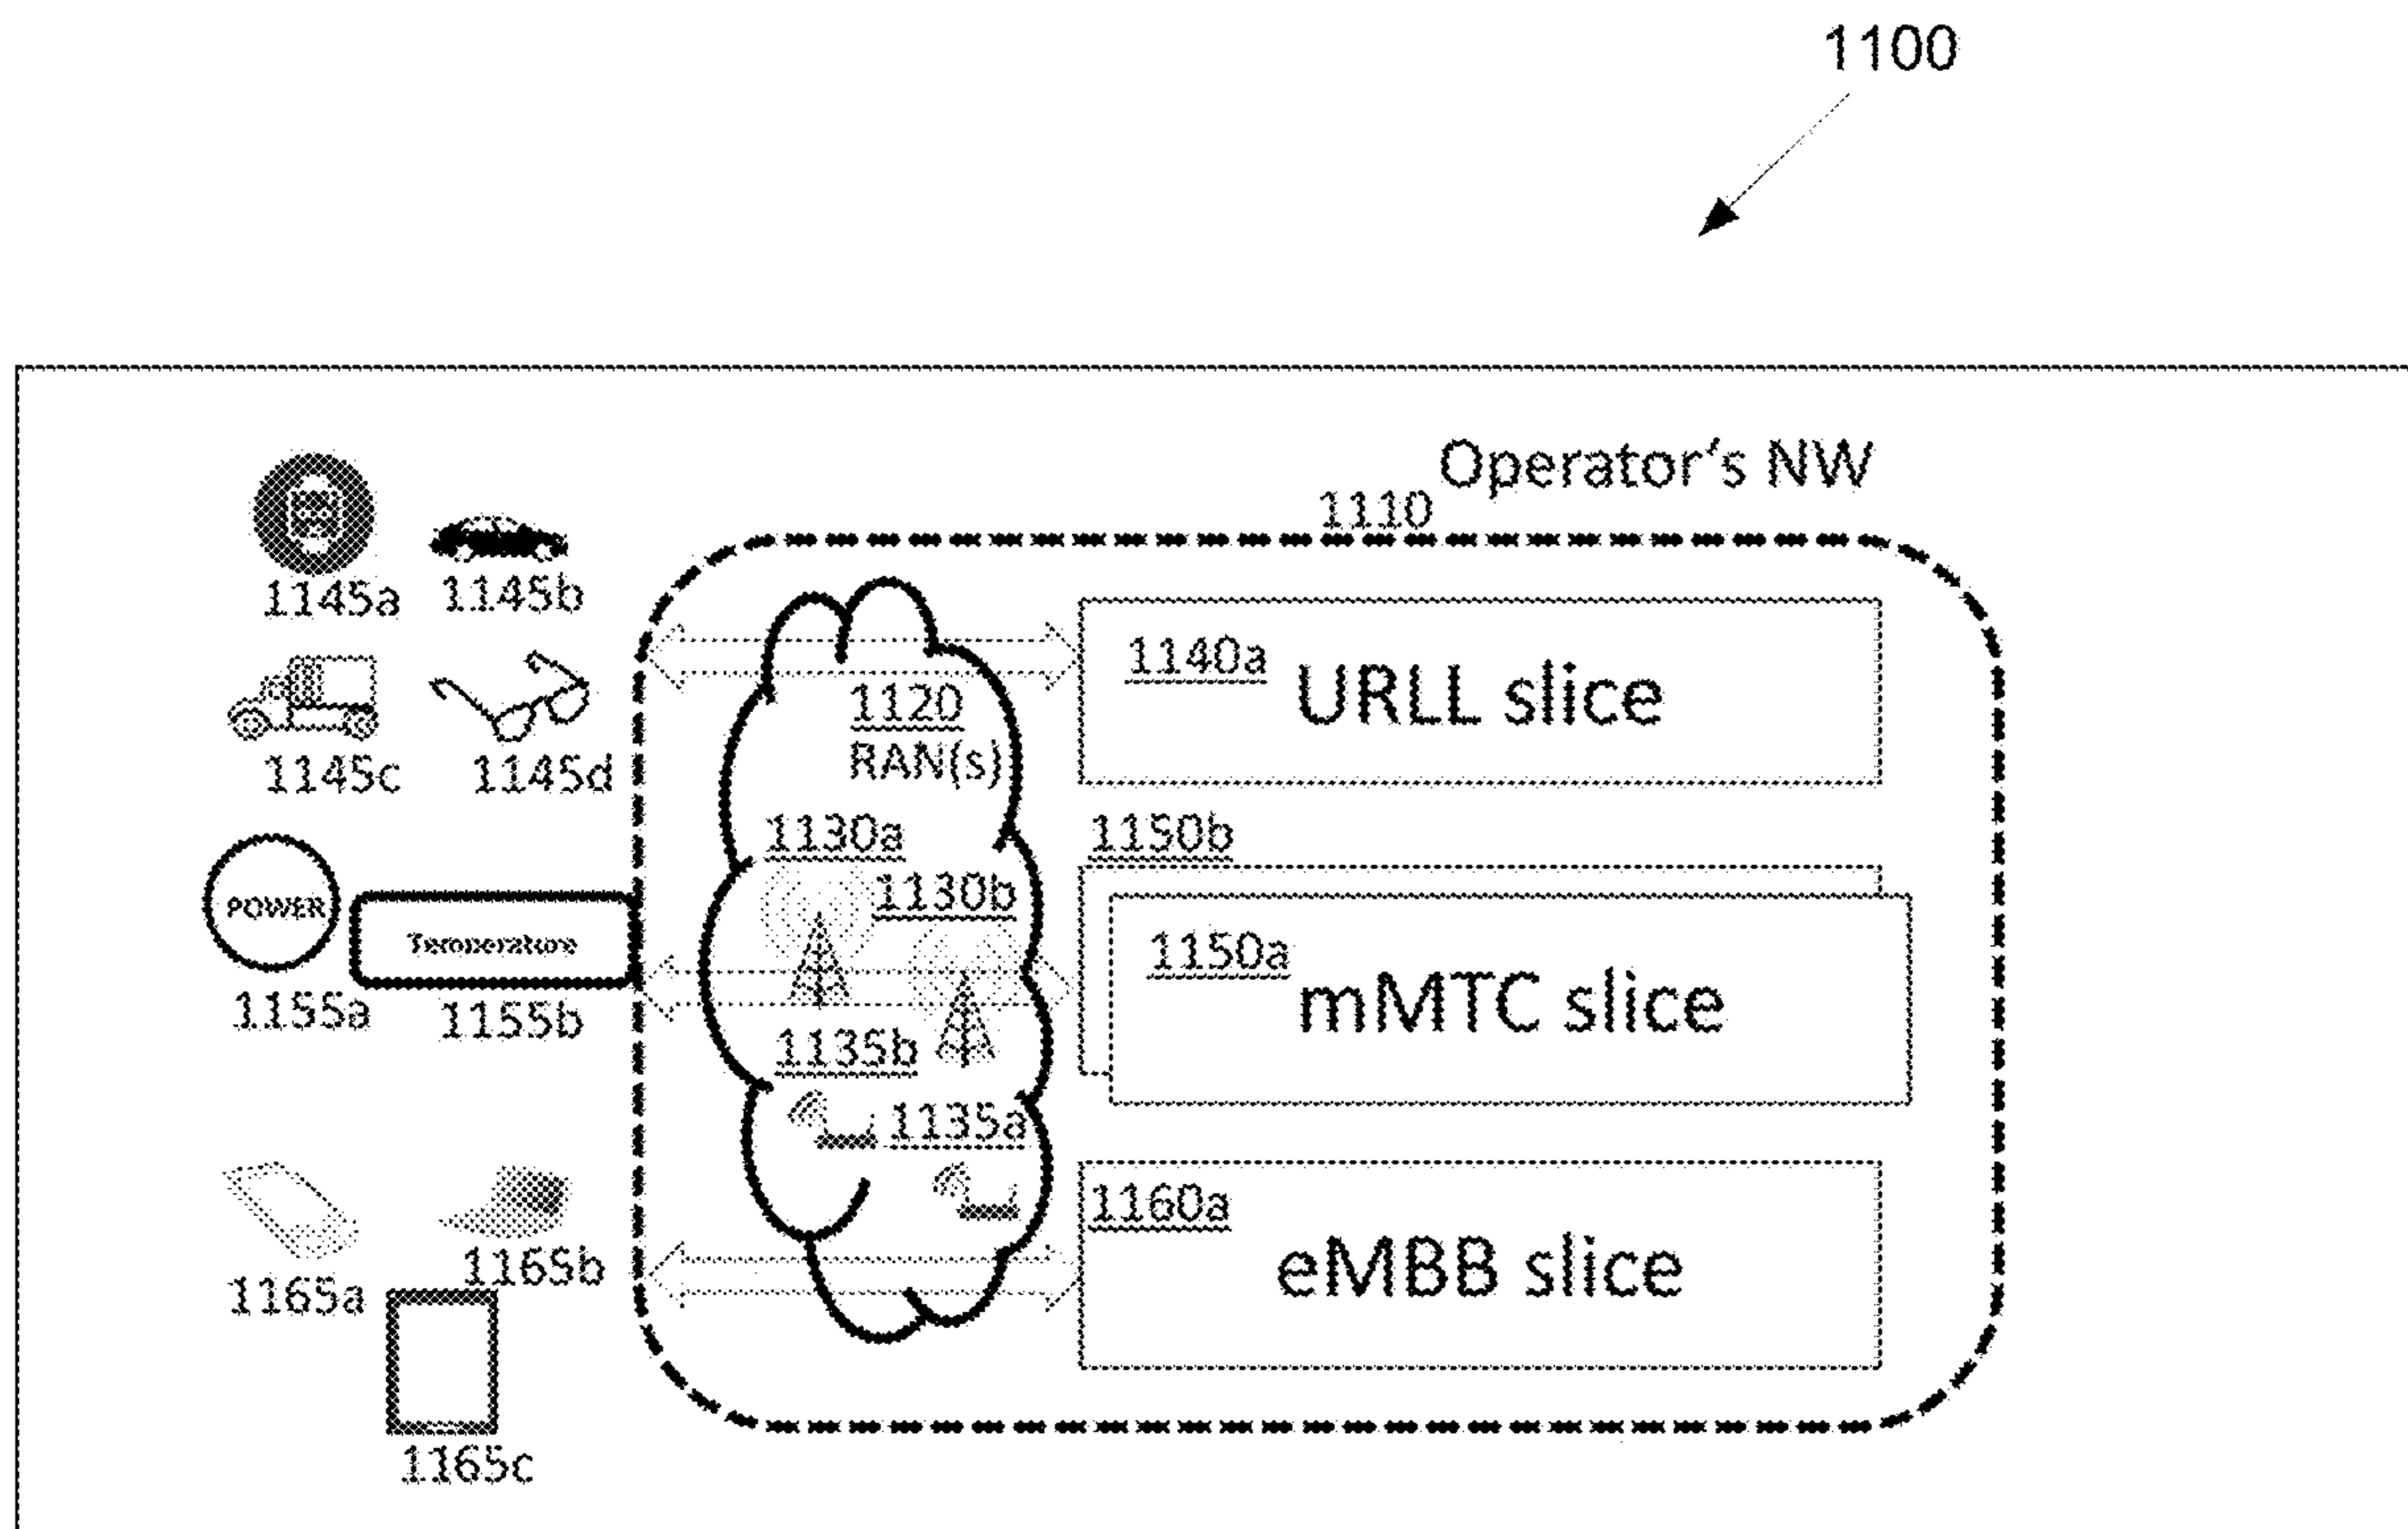 1100
Operator's NW
1110
1145a
1145b
1140a
URLL slice
1120
RAN(s)
1145c
1145d
1130a
1150b
1130b
POWER
Temperature
1150a
mMTC slice
1155a
1155b
1135b
1135a
1160a
eMBB slice
1165b
1165a
1165c